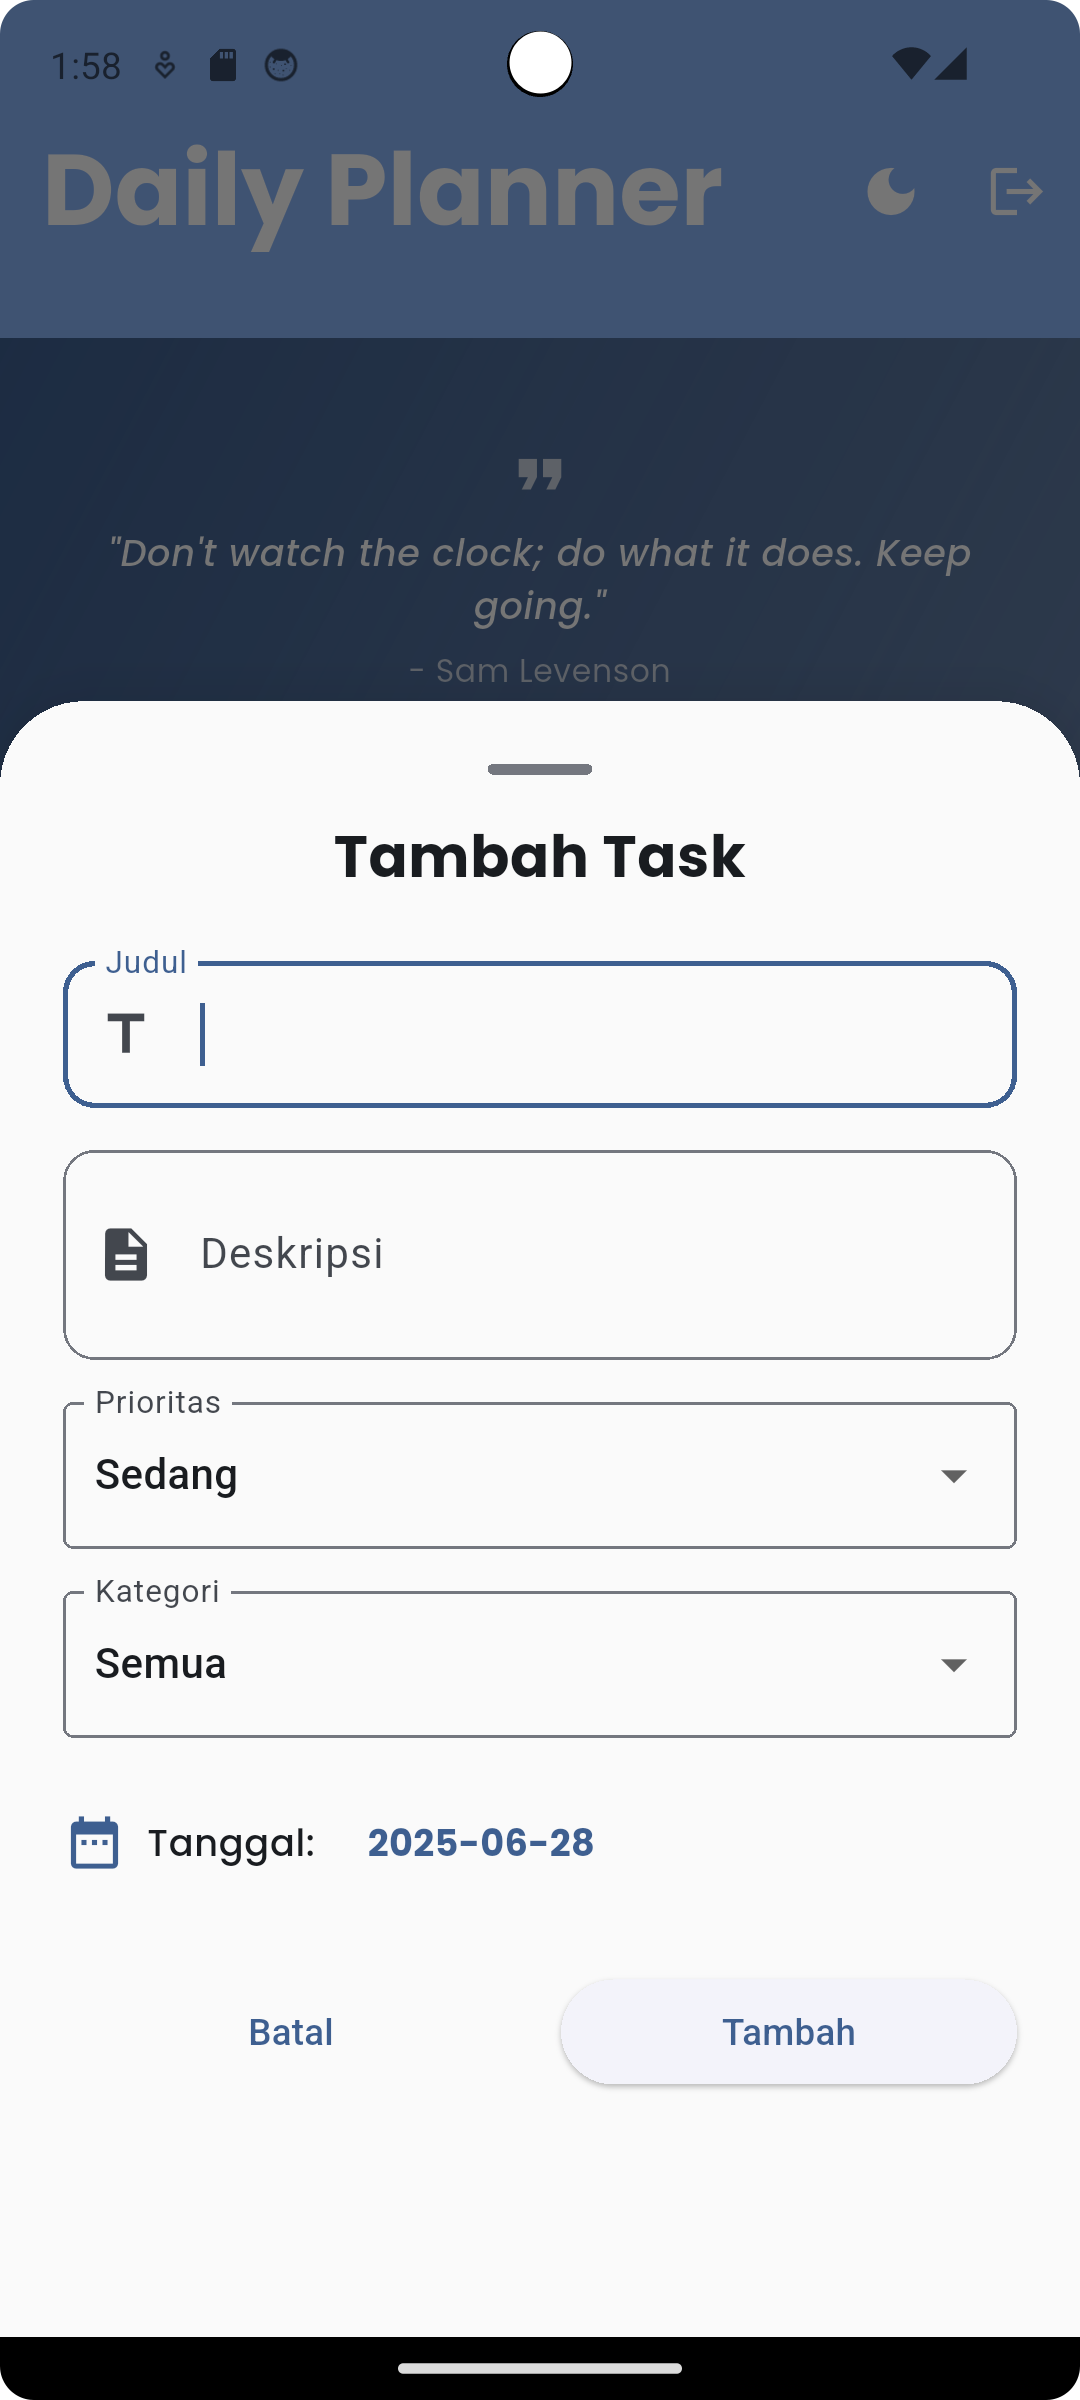 1:58
Daily Planner
"Don't watch the clock; do what it does. Keep
going."
- Sam Levenson
Tambah Task
Judul
Deskripsi
Prioritas
Sedang
Kategori
Semua
Tanggal: 2025-06-28
Batal Tambah